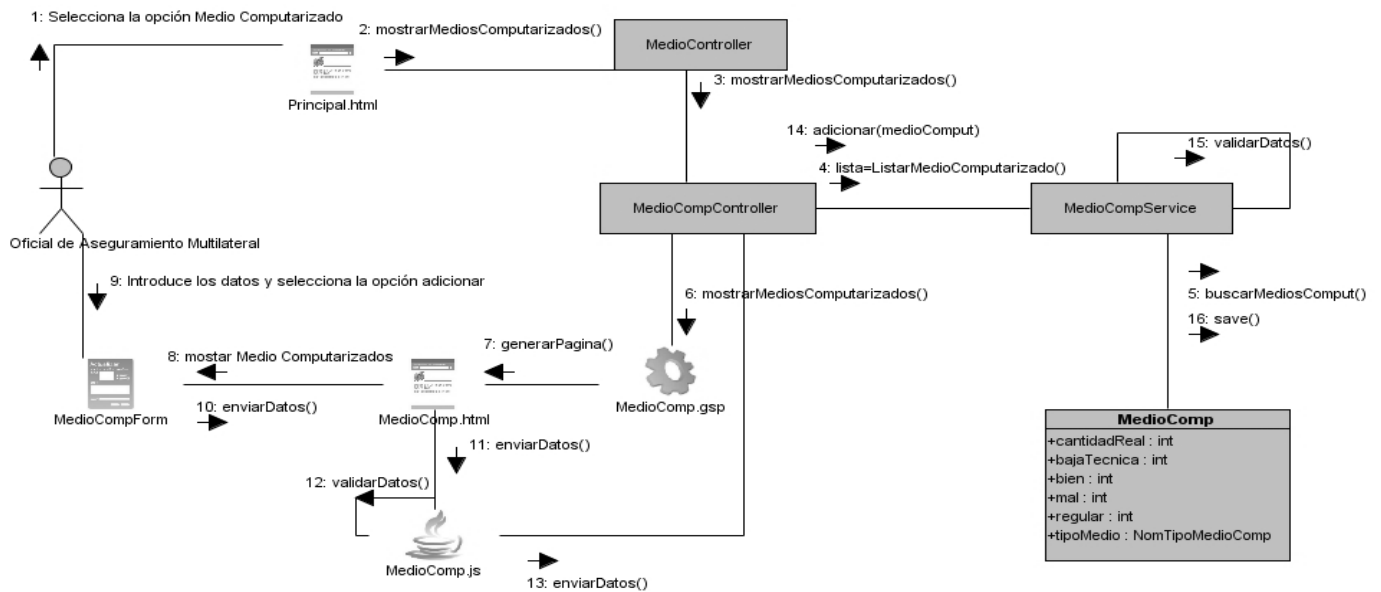 1: Selecciona la opción Medio Computarizado
2: mostrarMediosComputarizados()
MedioController
Principal.html
3: mostrarMediosComputarizados()
14: adicionar(medioComput)
15: validarDatos()
4: lista=ListarMedioComputarizado()
MedioCompController
MedioCompService
Oficial de Aseguramiento Multilateral
9: Introduce los datos y selecciona la opción adicionar
6: mostrarMediosComputarizados()
5: buscarMediosComput()
16: save()
7: generarPagina()
8: mostar Medio Computarizados
10: enviarDatos()
MedioCompForm
MedioComp.html
MedioComp.gsp
11: enviarDatos()
12: validarDatos()
MedioComp.js
13: enviarDatos()
MedioComp
+cantidadReal : int
+bajaTecnica : int
+bien : int
+mal : int
+regular : int
+tipoMedio : NomTipoMedioComp